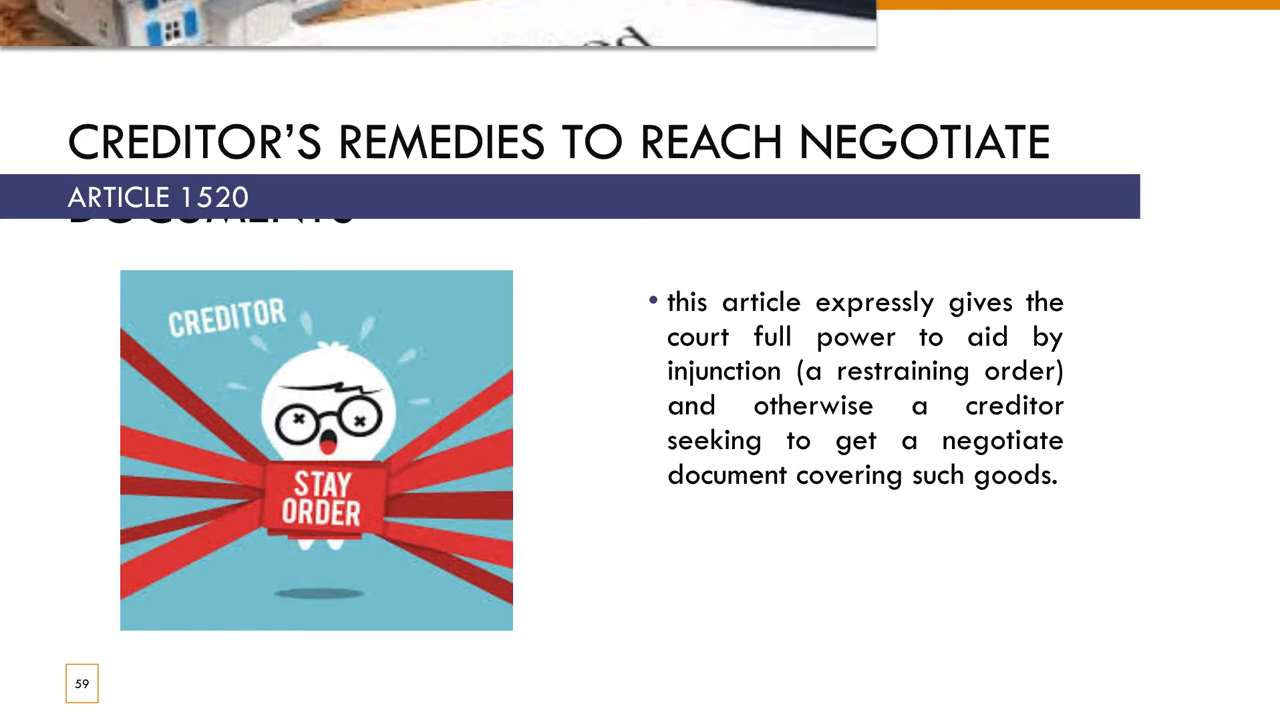 CREDITOR’S REMEDIES TO REACH NEGOTIATE
ARTICLE 1520
DOCUMENTS
CREDITOR
STAY
ORDER
• this article expressly gives the
court full power to aid by
injunction (a restraining order)
and otherwise a creditor
seeking to get a negotiate
document covering such goods.
59